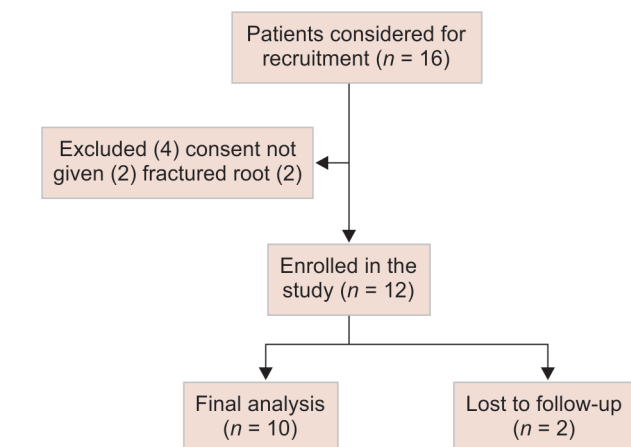 Patients considered for
recruitment (n = 16)
Excluded (4) consent not
given (2) fractured root (2)
Enrolled in the
study (n = 12)
Final analysis
(n = 10)
Lost to follow-up
(n = 2)